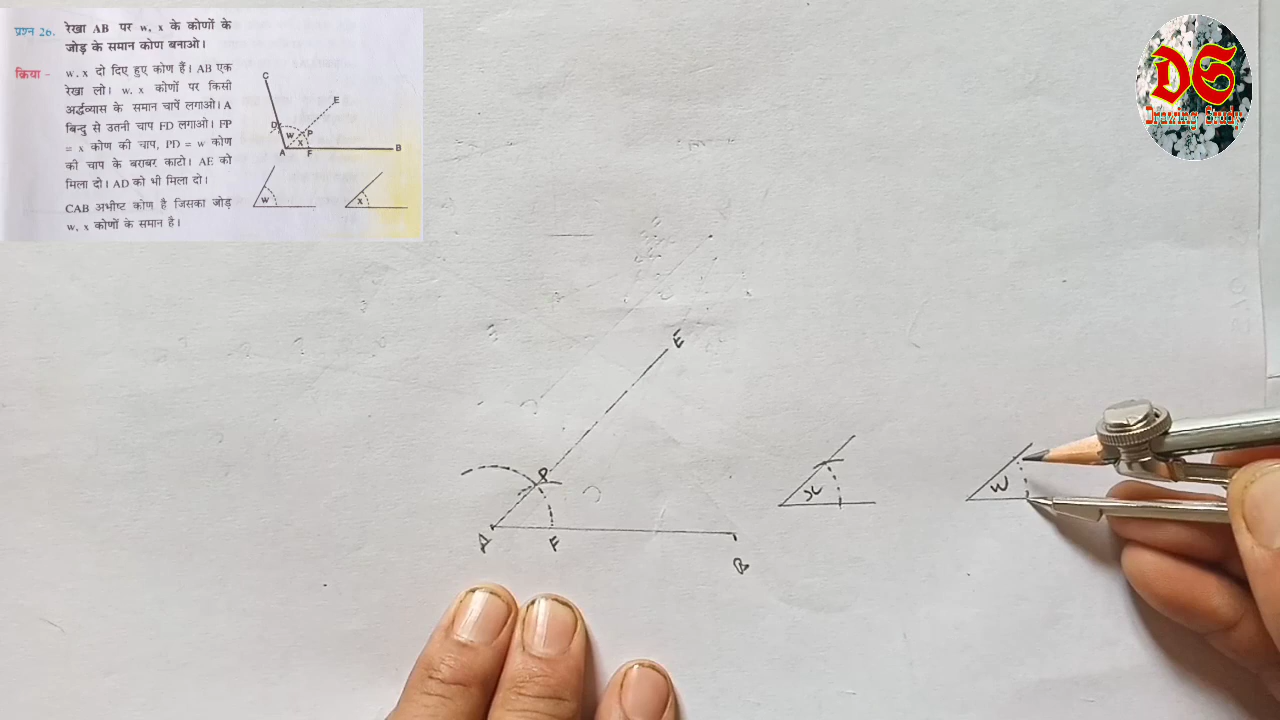 प्रश्न 26. रेखा AB पर w, x के कोणों के
जोड़ के समान कोण बनाओ।
क्रिया - w, x दो दिए हुए कोण हैं। AB एक
रेखा लो। w, x कोणों पर किसी
अर्द्धव्यास के समान चापें लगाओ। A
बिन्दु से उतनी चाप FD लगाओ। FP
= x कोण की चाप, PD = w कोण
की चाप के बराबर काटो। AE को
मिला दो। AD को भी मिला दो।
CAB अभीष्ट कोण है जिसका जोड़
w, x कोणों के समान है।
C
E
D
W
P
X
A
F
B
W
X
DS
Drawing Study
E
P
A
F
B
x
W